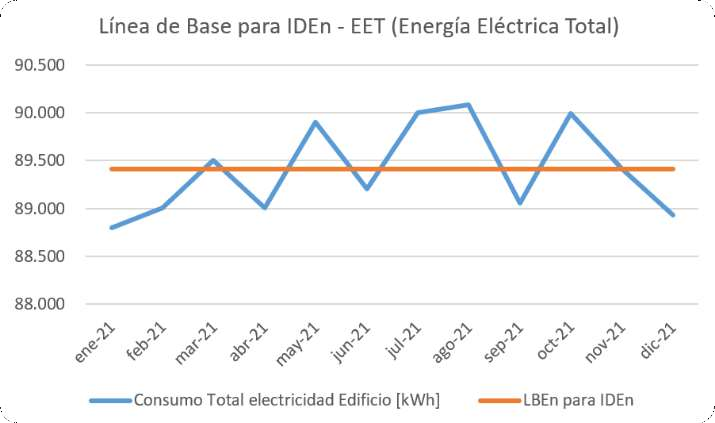 Línea de Base para IDEn - EET (Energía Eléctrica Total)
90.500
90.000
89.500
89.000
88.500
88.000
ene-21
feb-21
mar-21
abr-21
may-21
jun-21
jul-21
ago-21
sep-21
oct-21
nov-21
dic-21
Consumo Total electricidad Edificio [kWh]
LBEn para IDEn